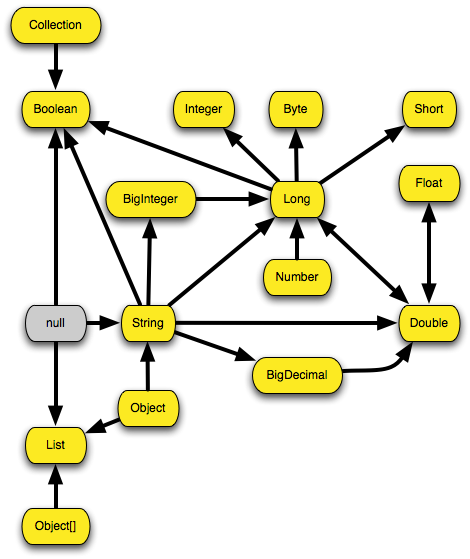 Collection
Boolean
Integer
Byte
Short
BigInteger
Long
Float
Number
null
String
Double
BigDecimal
Object
List
Object[]